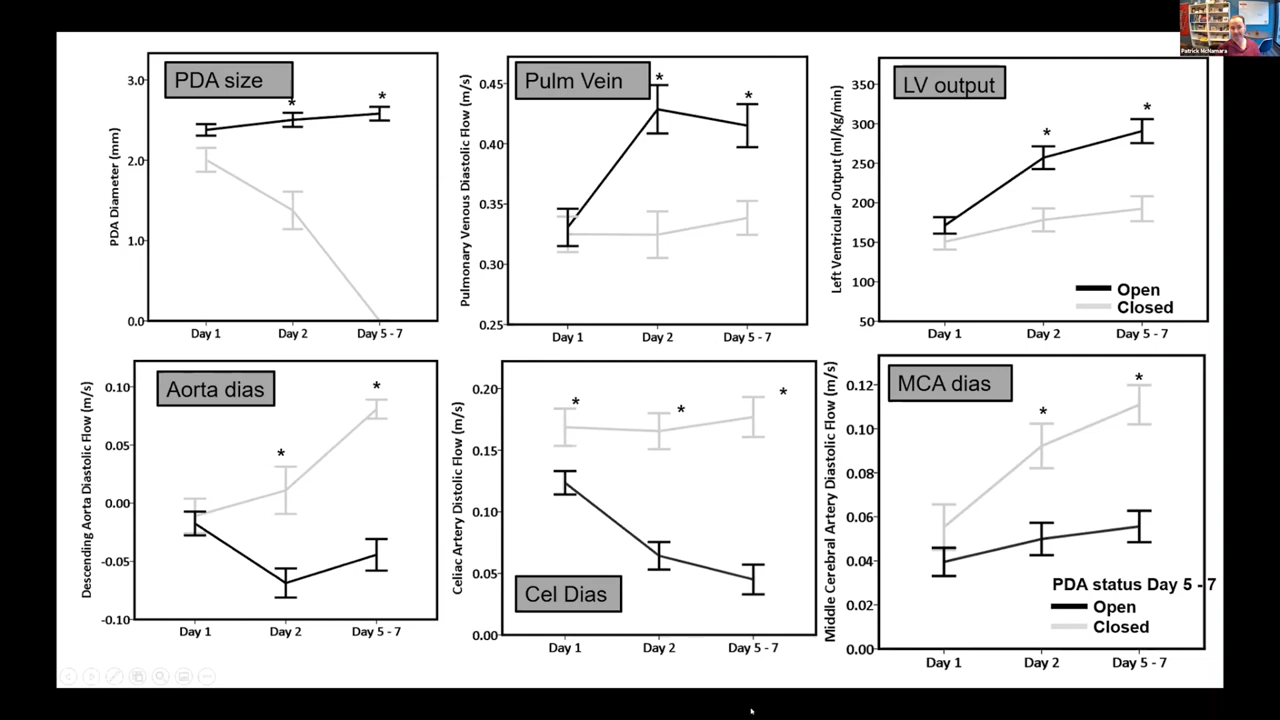 Patrick McNamara
PDA size
PDA Diameter (mm)
3.0
2.0
1.0
0.0
*
*
Day 1
Day 2
Day 5 - 7
Pulm Vein
Pulmonary Venous Diastolic Flow (m/s)
0.45
0.40
0.35
0.30
0.25
*
*
Day 1
Day 2
Day 5 - 7
LV output
Left Ventricular Output (ml/kg/min)
350
300
250
200
150
100
50
*
*
Open
Closed
Day 1
Day 2
Day 5 - 7
Aorta dias
Descending Aorta Diastolic Flow (m/s)
0.10
0.05
0.00
-0.05
-0.10
*
*
Day 1
Day 2
Day 5 - 7
Cel Dias
Celiac Artery Distolic Flow (m/s)
0.20
0.15
0.10
0.05
0.00
*
*
*
Day 1
Day 2
Day 5 - 7
MCA dias
Middle Cerebral Artery Diastolic Flow (m/s)
0.12
0.10
0.08
0.06
0.04
0.02
0.00
*
*
PDA status Day 5 - 7
Open
Closed
Day 1
Day 2
Day 5 - 7